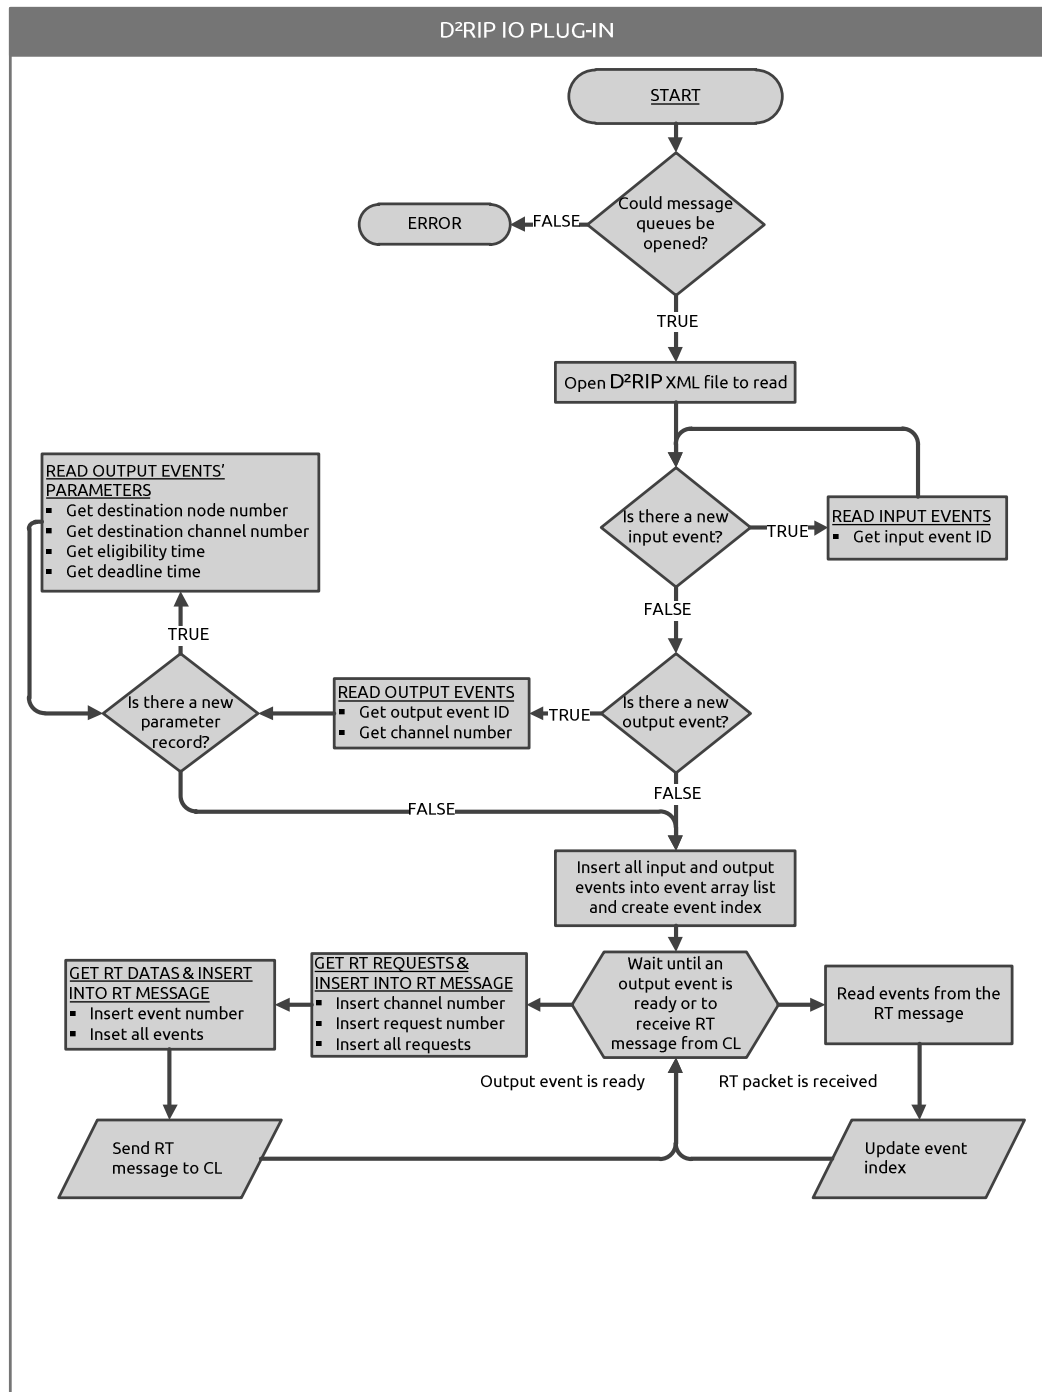 D²RIP IO PLUG-IN
START
Could message
queues be
opened?
FALSE
ERROR
TRUE
Open D²RIP XML file to read
READ OUTPUT EVENTS'
PARAMETERS
▪ Get destination node number
▪ Get destination channel number
▪ Get eligibility time
▪ Get deadline time
Is there a new
input event?
TRUE
READ INPUT EVENTS
▪ Get input event ID
FALSE
TRUE
Is there a new
parameter
record?
READ OUTPUT EVENTS
▪ Get output event ID
▪ Get channel number
TRUE
Is there a new
output event?
FALSE
FALSE
Insert all input and output
events into event array list
and create event index
GET RT DATAS & INSERT
INTO RT MESSAGE
▪ Insert event number
▪ Inset all events
GET RT REQUESTS &
INSERT INTO RT MESSAGE
▪ Insert channel number
▪ Insert request number
▪ Insert all requests
Wait until an
output event is
ready or to
receive RT
message from CL
Read events from the
RT message
Output event is ready
RT packet is received
Send RT
message to CL
Update event
index